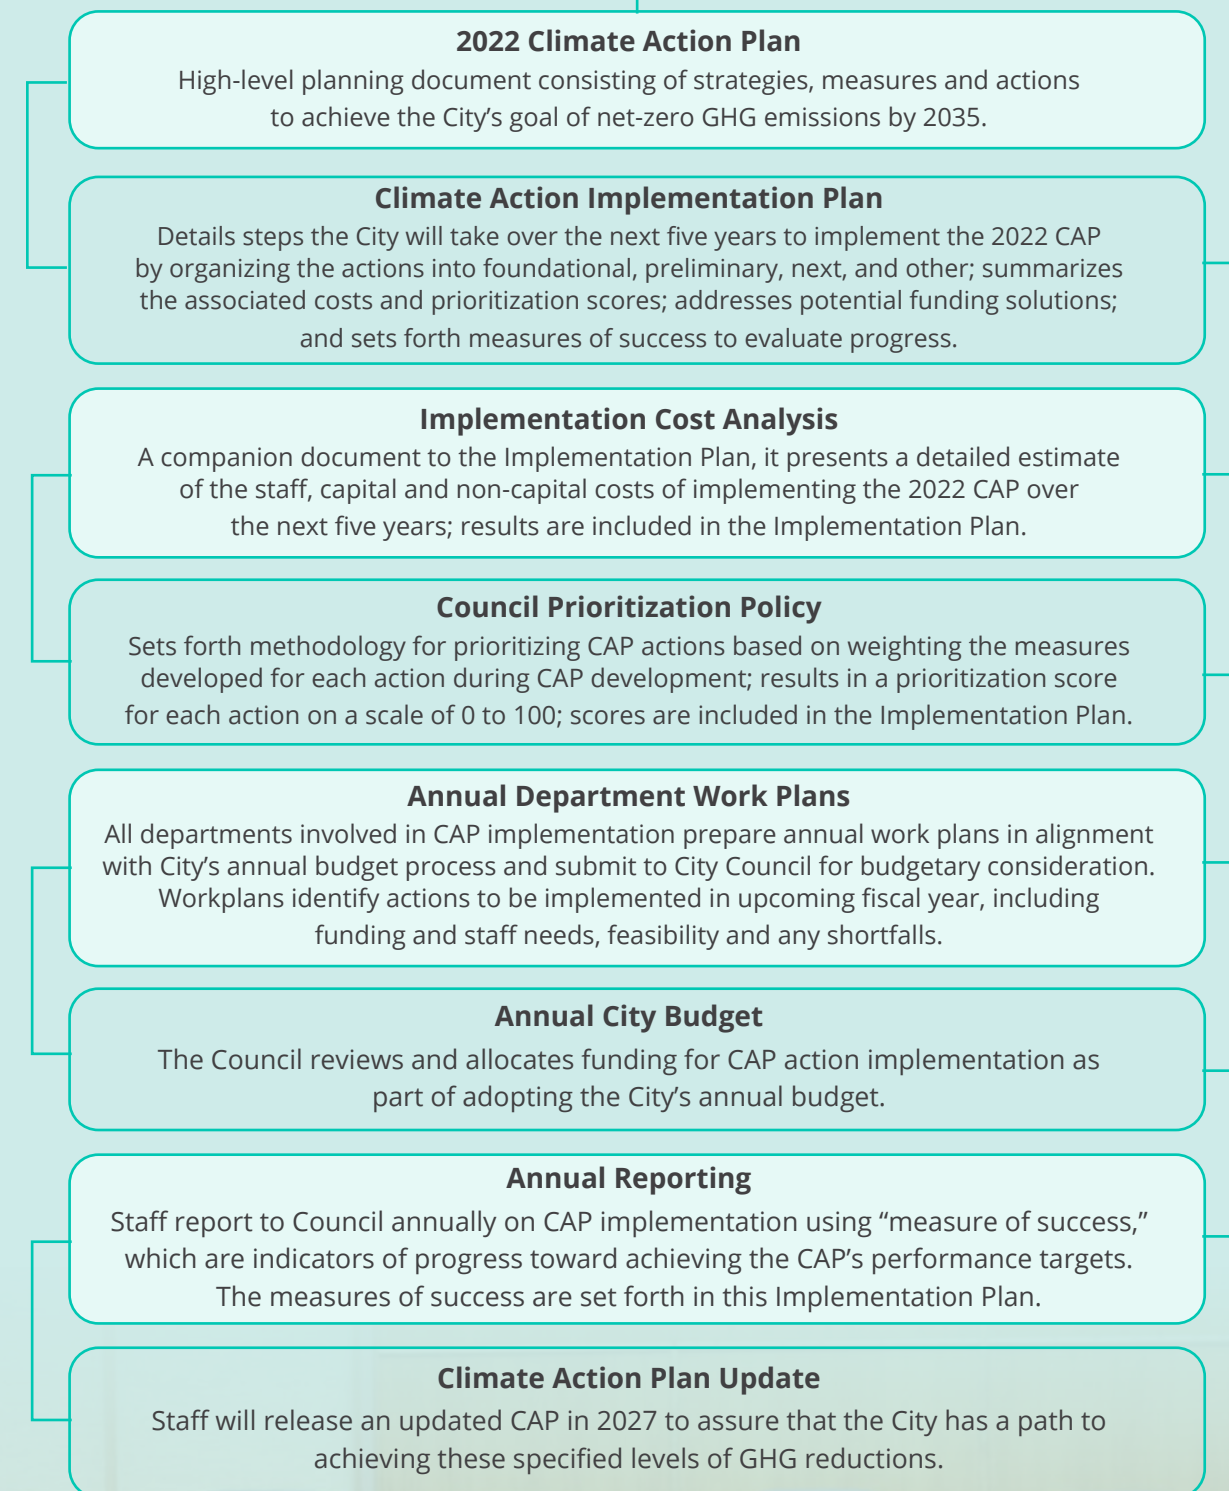 2022 Climate Action Plan
High-level planning document consisting of strategies, measures and actions
to achieve the City’s goal of net-zero GHG emissions by 2035.
Climate Action Implementation Plan
Details steps the City will take over the next five years to implement the 2022 CAP
by organizing the actions into foundational, preliminary, next, and other; summarizes
the associated costs and prioritization scores; addresses potential funding solutions;
and sets forth measures of success to evaluate progress.
Implementation Cost Analysis
A companion document to the Implementation Plan, it presents a detailed estimate
of the staff, capital and non-capital costs of implementing the 2022 CAP over
the next five years; results are included in the Implementation Plan.
Council Prioritization Policy
Sets forth methodology for prioritizing CAP actions based on weighting the measures
developed for each action during CAP development; results in a prioritization score
for each action on a scale of 0 to 100; scores are included in the Implementation Plan.
Annual Department Work Plans
All departments involved in CAP implementation prepare annual work plans in alignment
with City’s annual budget process and submit to City Council for budgetary consideration.
Workplans identify actions to be implemented in upcoming fiscal year, including
funding and staff needs, feasibility and any shortfalls.
Annual City Budget
The Council reviews and allocates funding for CAP action implementation as
part of adopting the City’s annual budget.
Annual Reporting
Staff report to Council annually on CAP implementation using “measure of success,”
which are indicators of progress toward achieving the CAP’s performance targets.
The measures of success are set forth in this Implementation Plan.
Climate Action Plan Update
Staff will release an updated CAP in 2027 to assure that the City has a path to
achieving these specified levels of GHG reductions.